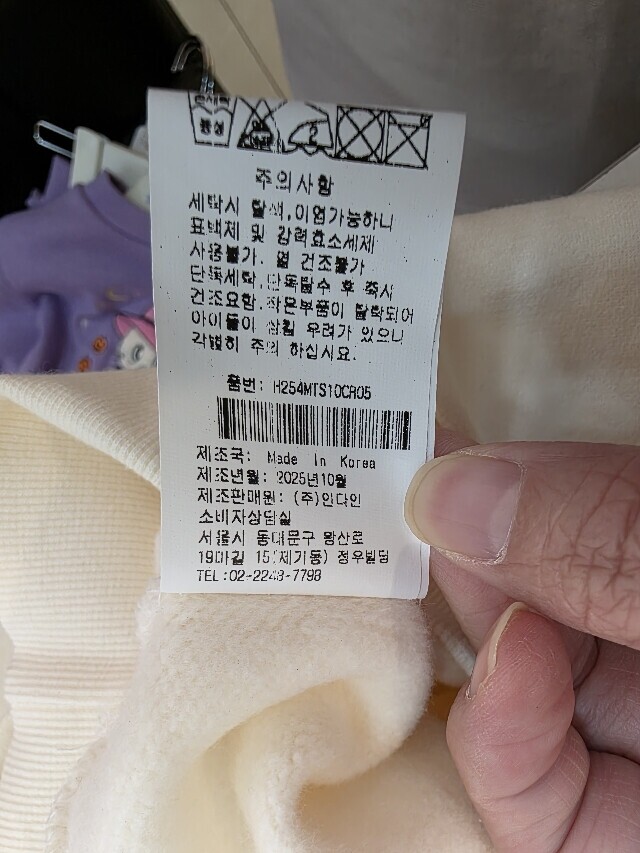 중성
2
주의사항
세탁시 탈색,이염가능하니
표백제 및 강력효소세제
사용불가. 열 건조불가
단독세탁,단독탈수 후 즉시
건조요함.작은부품이 탈락되어
아이들이 삼킬 우려가 있으니
각별히 주의 하십시요.
품번: H254MTS10CR05
제조국: Made In Korea
제조년월: 2025년10월
제조판매원: (주)인다인
소비자상담실
서울시 동대문구 왕산로
19마길 15(제기동) 정우빌딩
TEL:02-2243-7798